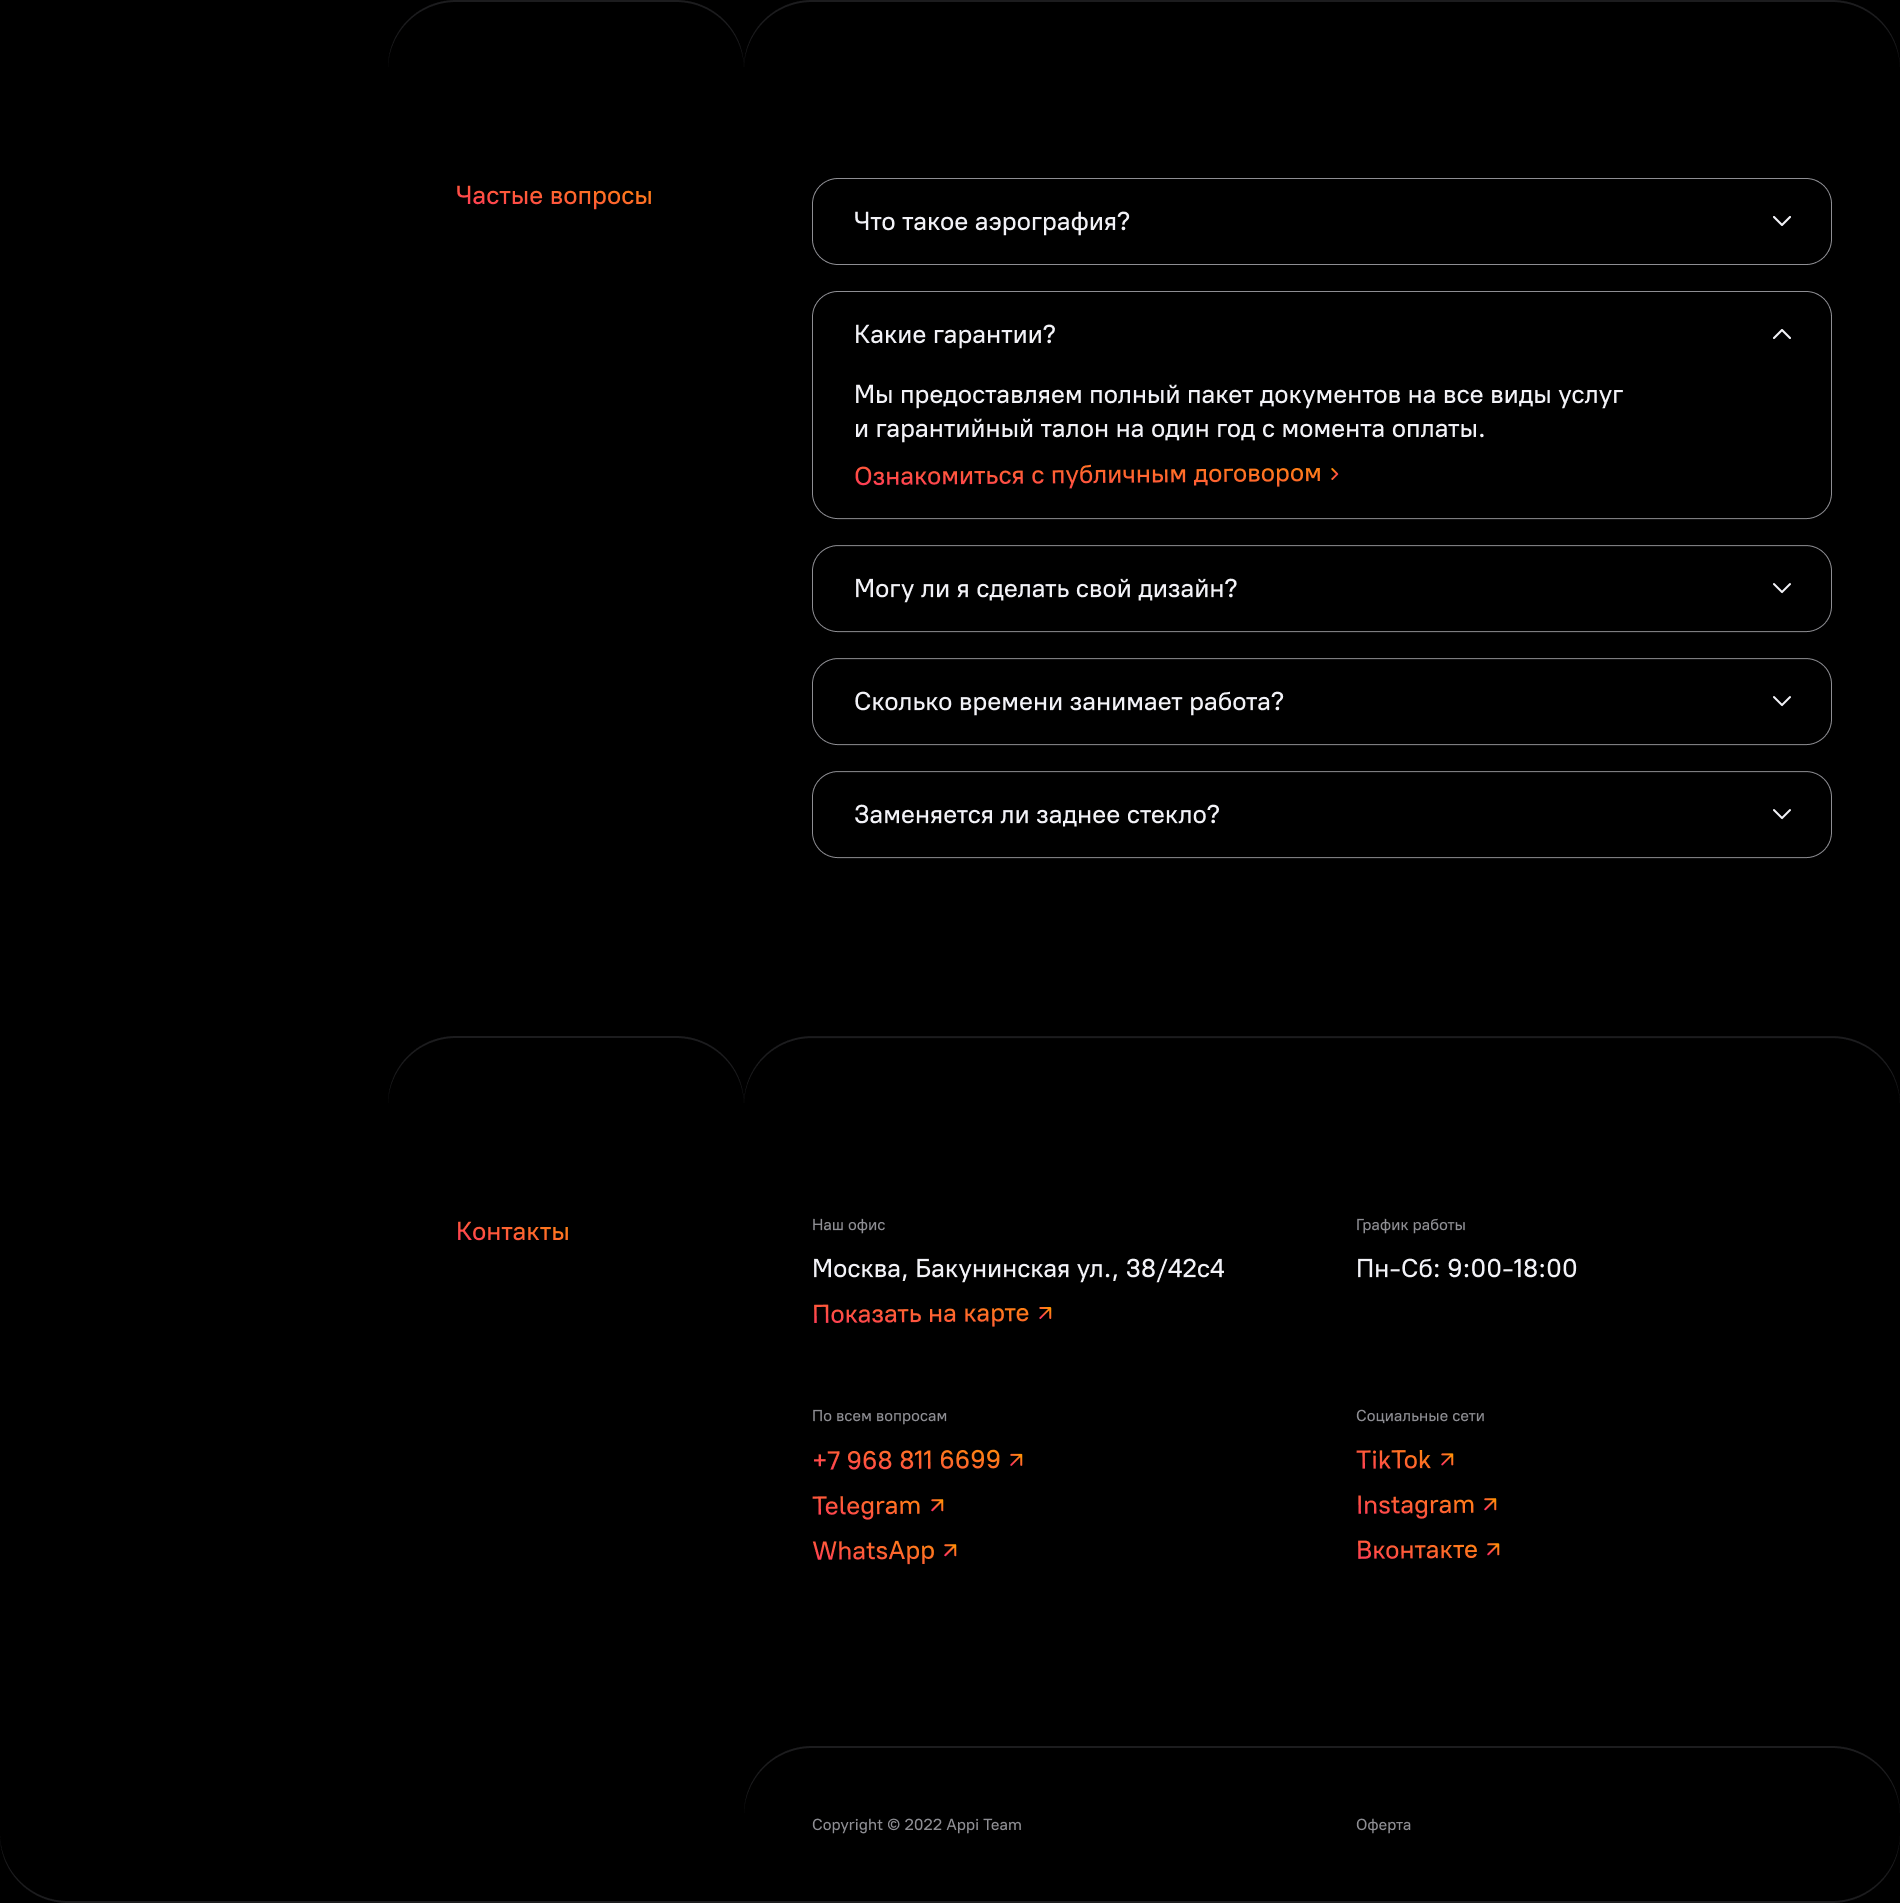 Частые вопросы
Что такое аэрография?
Какие гарантии?
Мы предоставляем полный пакет документов на все виды услуг
и гарантийный талон на один год с момента оплаты.
Ознакомиться с публичным договором
Могу ли я сделать свой дизайн?
Сколько времени занимает работа?
Заменяется ли заднее стекло?
Контакты
Наш офис
Москва, Бакунинская ул., 38/42с4
Показать на карте
График работы
Пн-Сб: 9:00-18:00
По всем вопросам
+7 968 811 6699
Telegram
WhatsApp
Социальные сети
TikTok
Instagram
Вконтакте
Copyright © 2022 Appi Team
Оферта